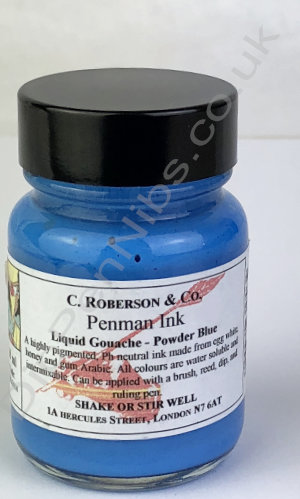 C. ROBERSON & CO.
Penman Ink
Liquid Gouache - Powder Blue
A highly pigmented, Ph neutral ink made from egg white,
honey and gum Arabic. All colours are water soluble and
intermixable. Can be applied with a brush, reed, dip, and
ruling pen.
SHAKE OR STIR WELL
1A HERCULES STREET, LONDON N7 6AT